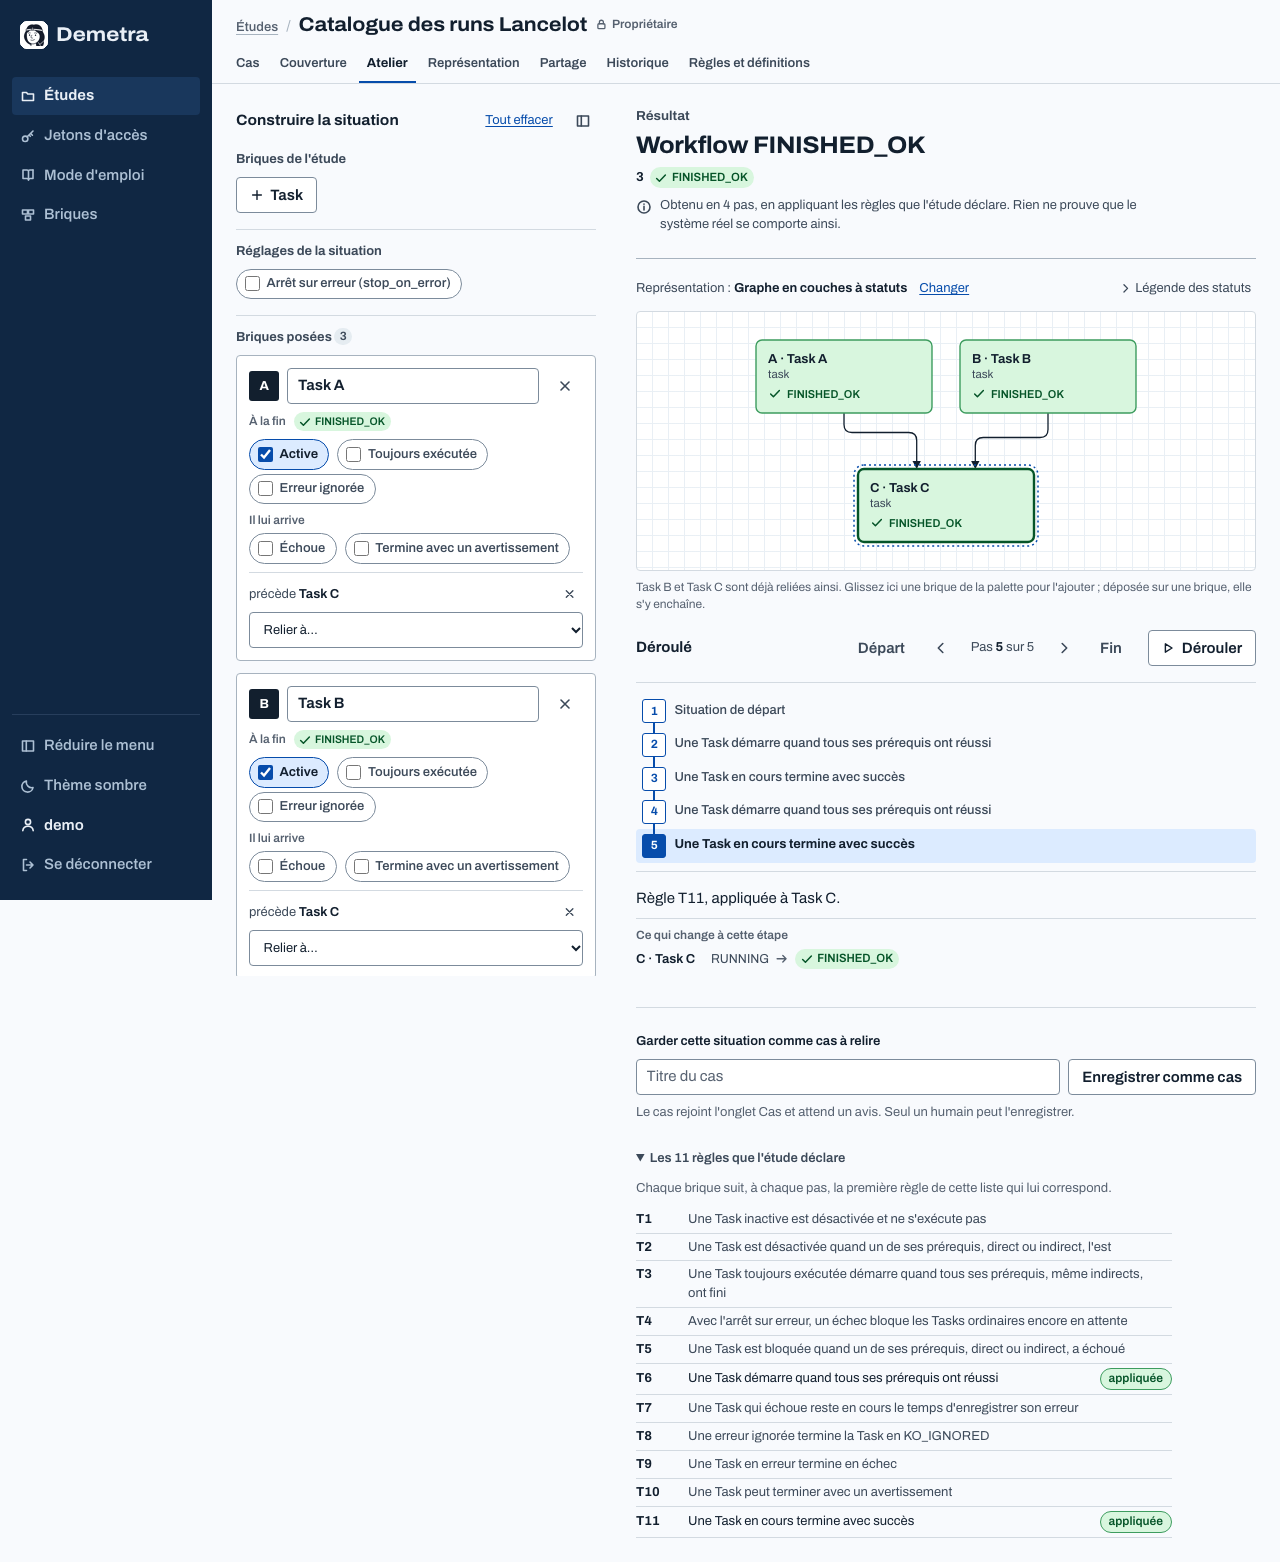 Demetra
Études
Jetons d'accès
Mode d'emploi
Briques
Réduire le menu
Thème sombre
demo
Se déconnecter
Études / Catalogue des runs Lancelot Propriétaire
Cas Couverture Atelier Représentation Partage Historique Règles et définitions
Construire la situation Tout effacer
Briques de l'étude
+ Task
Réglages de la situation
Arrêt sur erreur (stop_on_error)
Briques posées 3
A Task A
À la fin FINISHED_OK
Active Toujours exécutée
Erreur ignorée
Il lui arrive
Échoue Termine avec un avertissement
précède Task C
Relier à...
B Task B
À la fin FINISHED_OK
Active Toujours exécutée
Erreur ignorée
Il lui arrive
Échoue Termine avec un avertissement
précède Task C
Relier à...
Résultat
Workflow FINISHED_OK
3 FINISHED_OK
Obtenu en 4 pas, en appliquant les règles que l'étude déclare. Rien ne prouve que le
système réel se comporte ainsi.
Représentation : Graphe en couches à statuts Changer Légende des statuts
A · Task A
task
FINISHED_OK
B · Task B
task
FINISHED_OK
C · Task C
task
FINISHED_OK
Task B et Task C sont déjà reliées ainsi. Glissez ici une brique de la palette pour l'ajouter ; déposée sur une brique, elle
s'y enchaîne.
Déroulé Départ Pas 5 sur 5 Fin Dérouler
1 Situation de départ
2 Une Task démarre quand tous ses prérequis ont réussi
3 Une Task en cours termine avec succès
4 Une Task démarre quand tous ses prérequis ont réussi
5 Une Task en cours termine avec succès
Règle T11, appliquée à Task C.
Ce qui change à cette étape
C · Task C RUNNING → FINISHED_OK
Garder cette situation comme cas à relire
Titre du cas Enregistrer comme cas
Le cas rejoint l'onglet Cas et attend un avis. Seul un humain peut l'enregistrer.
Les 11 règles que l'étude déclare
Chaque brique suit, à chaque pas, la première règle de cette liste qui lui correspond.
T1 Une Task inactive est désactivée et ne s'exécute pas
T2 Une Task est désactivée quand un de ses prérequis, direct ou indirect, l'est
T3 Une Task toujours exécutée démarre quand tous ses prérequis, même indirects,
ont fini
T4 Avec l'arrêt sur erreur, un échec bloque les Tasks ordinaires encore en attente
T5 Une Task est bloquée quand un de ses prérequis, direct ou indirect, a échoué
T6 Une Task démarre quand tous ses prérequis ont réussi appliquée
T7 Une Task qui échoue reste en cours le temps d'enregistrer son erreur
T8 Une erreur ignorée termine la Task en KO_IGNORED
T9 Une Task en erreur termine en échec
T10 Une Task peut terminer avec un avertissement
T11 Une Task en cours termine avec succès appliquée